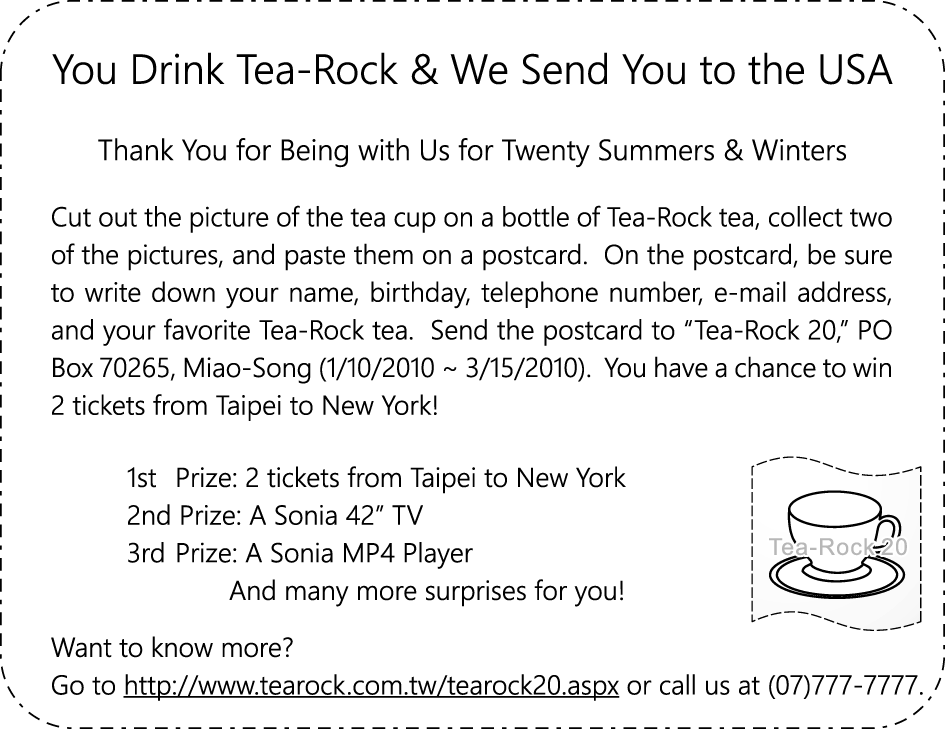 You Drink Tea-Rock & We Send You to the USA
Thank You for Being with Us for Twenty Summers & Winters
Cut out the picture of the tea cup on a bottle of Tea-Rock tea, collect two
of the pictures, and paste them on a postcard.  On the postcard, be sure
to write down your name, birthday, telephone number, e-mail address,
and your favorite Tea-Rock tea.  Send the postcard to “Tea-Rock 20,” PO
Box 70265, Miao-Song (1/10/2010 ~ 3/15/2010).  You have a chance to win
2 tickets from Taipei to New York!
1st  Prize: 2 tickets from Taipei to New York
2nd Prize: A Sonia 42” TV
3rd Prize: A Sonia MP4 Player
And many more surprises for you!
Tea-Rock 20
Want to know more?
Go to http://www.tearock.com.tw/tearock20.aspx or call us at (07)777-7777.